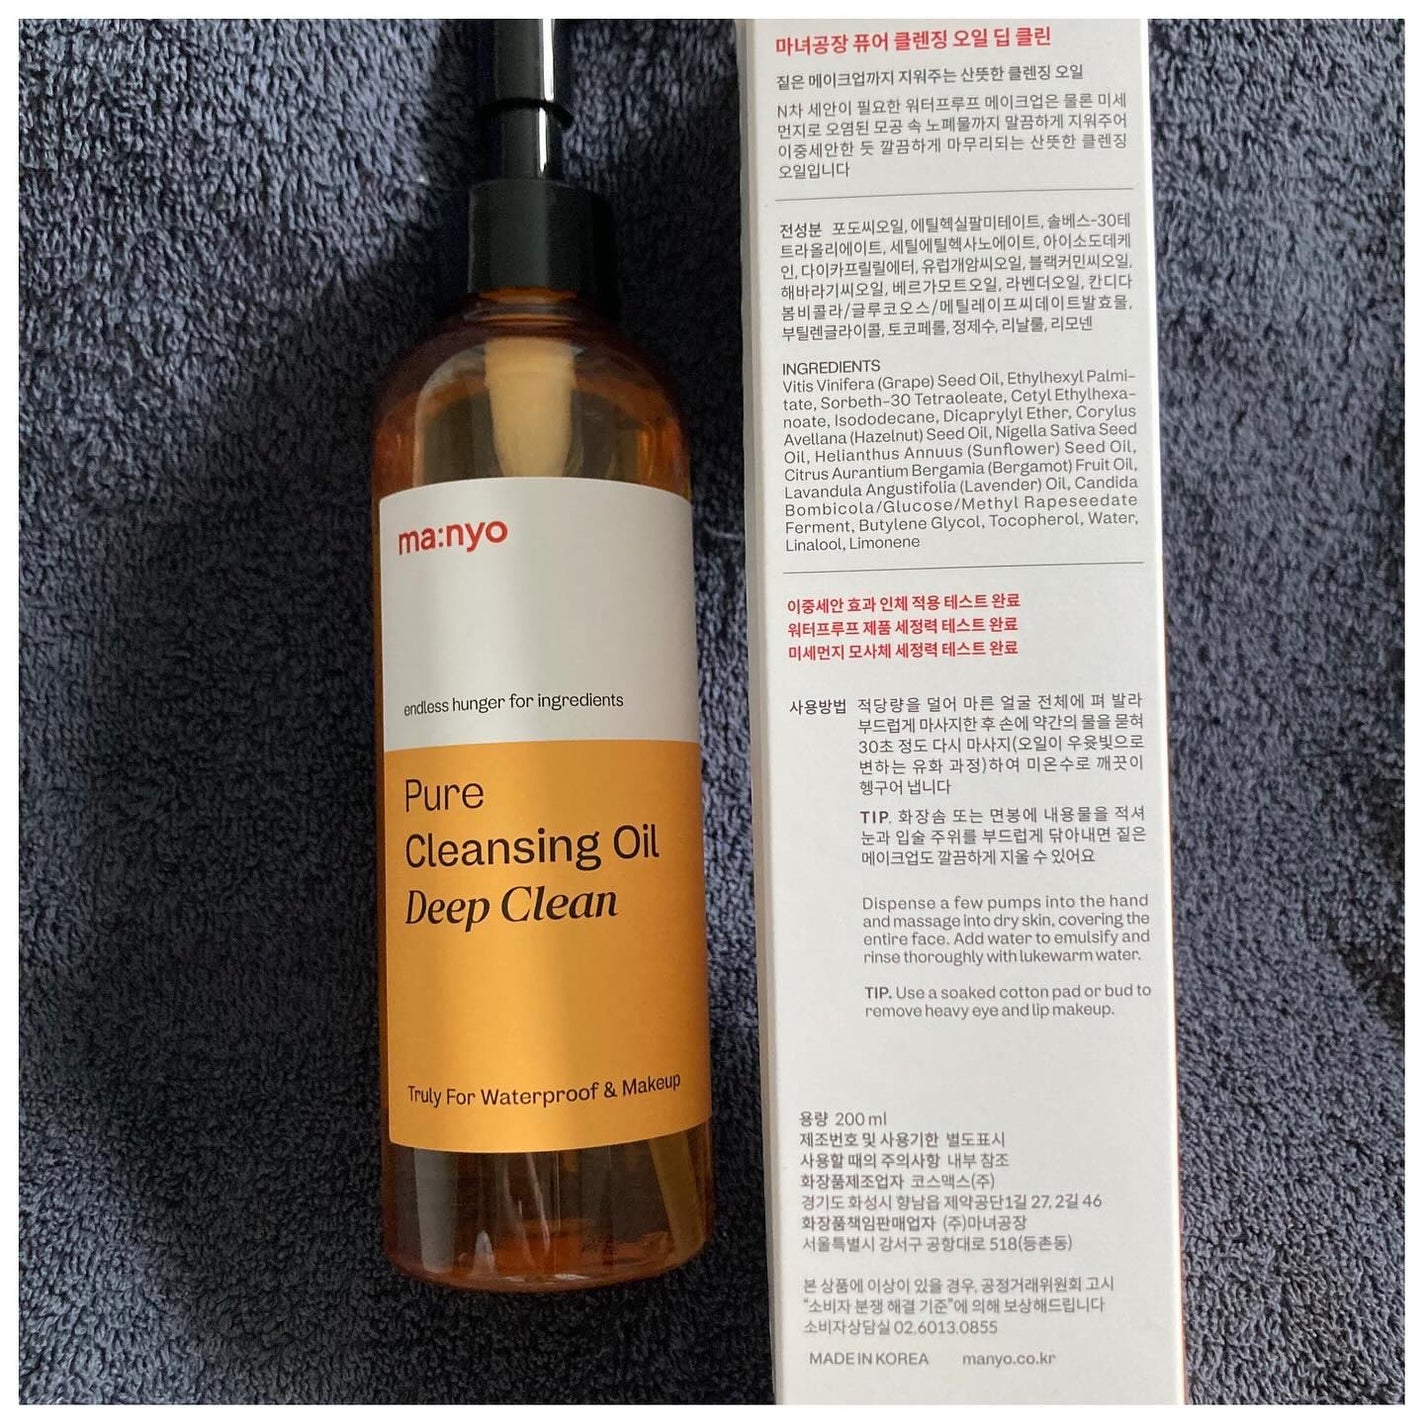 ma:nyo
endless hunger for ingredients
Pure
Cleansing Oil
Deep Clean
Truly For Waterproof & Makeup
마녀공장 퓨어 클렌징 오일 딥 클린
짙은 메이크업까지 지워주는 산뜻한 클렌징 오일
N차 세안이 필요한 워터프루프 메이크업은 물론 미세
먼지로 오염된 모공 속 노폐물까지 말끔하게 지워주어
이중세안한 듯 깔끔하게 마무리되는 산뜻한 클렌징
오일입니다
전성분 포도씨오일, 에틸헥실팔미테이트, 솔베스-30테
트라올리에이트, 세틸에틸헥사노에이트, 아이소도데케
인, 다이카프릴릴에터, 유럽개암씨오일, 블랙커민씨오일,
해바라기씨오일, 베르가모트오일, 라벤더오일, 칸디다
봄비콜라/글루코오스/메틸레이프씨데이트발효물,
부틸렌글라이콜, 토코페롤, 정제수, 리날룰, 리모넨
INGREDIENTS
Vitis Vinifera (Grape) Seed Oil, Ethylhexyl Palmi-
tate, Sorbeth-30 Tetraoleate, Cetyl Ethylhexa-
noate, Isododecane, Dicaprylyl Ether, Corylus
Avellana (Hazelnut) Seed Oil, Nigella Sativa Seed
Oil, Helianthus Annuus (Sunflower) Seed Oil,
Citrus Aurantium Bergamia (Bergamot) Fruit Oil,
Lavandula Angustifolia (Lavender) Oil, Candida
Bombicola/Glucose/Methyl Rapeseedate
Ferment, Butylene Glycol, Tocopherol, Water,
Linalool, Limonene
이중세안 효과 인체 적용 테스트 완료
워터프루프 제품 세정력 테스트 완료
미세먼지 모사체 세정력 테스트 완료
사용방법 적당량을 덜어 마른 얼굴 전체에 펴 발라
부드럽게 마사지한 후 손에 약간의 물을 묻혀
30초 정도 다시 마사지(오일이 우윳빛으로
변하는 유화 과정)하여 미온수로 깨끗이
헹구어 냅니다
TIP. 화장솜 또는 면봉에 내용물을 적셔
눈과 입술 주위를 부드럽게 닦아내면 짙은
메이크업도 깔끔하게 지울 수 있어요
Dispense a few pumps into the hand
and massage into dry skin, covering the
entire face. Add water to emulsify and
rinse thoroughly with lukewarm water.
TIP. Use a soaked cotton pad or bud to
remove heavy eye and lip makeup.
용량 200 ml
제조번호 및 사용기한 별도표시
사용할 때의 주의사항 내부 참조
화장품제조업자 코스맥스(주)
경기도 화성시 향남읍 제약공단1길 27, 2길 46
화장품책임판매업자 (주)마녀공장
서울특별시 강서구 공항대로 518(등촌동)
본 상품에 이상이 있을 경우, 공정거래위원회 고시
"소비자 분쟁 해결 기준"에 의해 보상해드립니다
소비자상담실 02.6013.0855
MADE IN KOREA manyo.co.kr